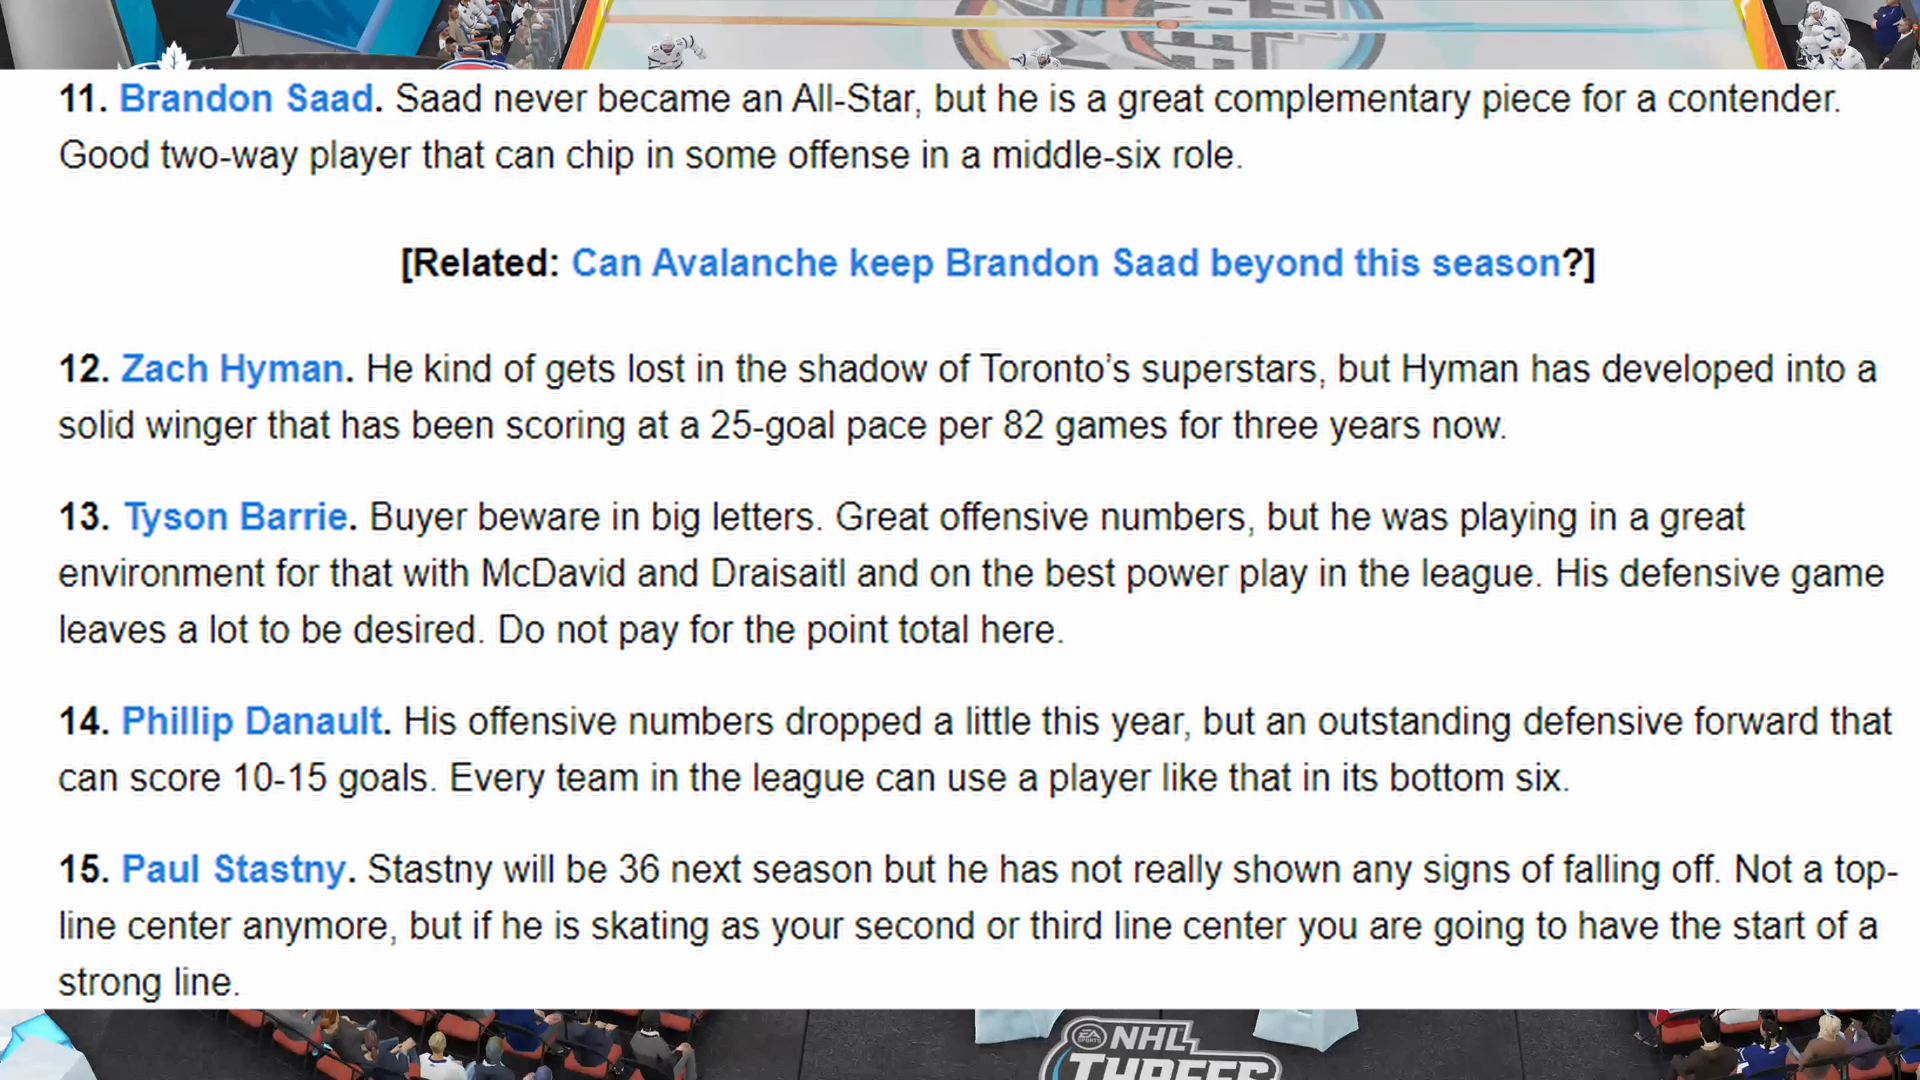 11. Brandon Saad. Saad never became an All-Star, but he is a great complementary piece for a contender.
Good two-way player that can chip in some offense in a middle-six role.
[Related: Can Avalanche keep Brandon Saad beyond this season?]
12. Zach Hyman. He kind of gets lost in the shadow of Toronto’s superstars, but Hyman has developed into a
solid winger that has been scoring at a 25-goal pace per 82 games for three years now.
13. Tyson Barrie. Buyer beware in big letters. Great offensive numbers, but he was playing in a great
environment for that with McDavid and Draisaitl and on the best power play in the league. His defensive game
leaves a lot to be desired. Do not pay for the point total here.
14. Phillip Danault. His offensive numbers dropped a little this year, but an outstanding defensive forward that
can score 10-15 goals. Every team in the league can use a player like that in its bottom six.
15. Paul Stastny. Stastny will be 36 next season but he has not really shown any signs of falling off. Not a top-
line center anymore, but if he is skating as your second or third line center you are going to have the start of a
strong line.
EA SPORTS NHL
THREES